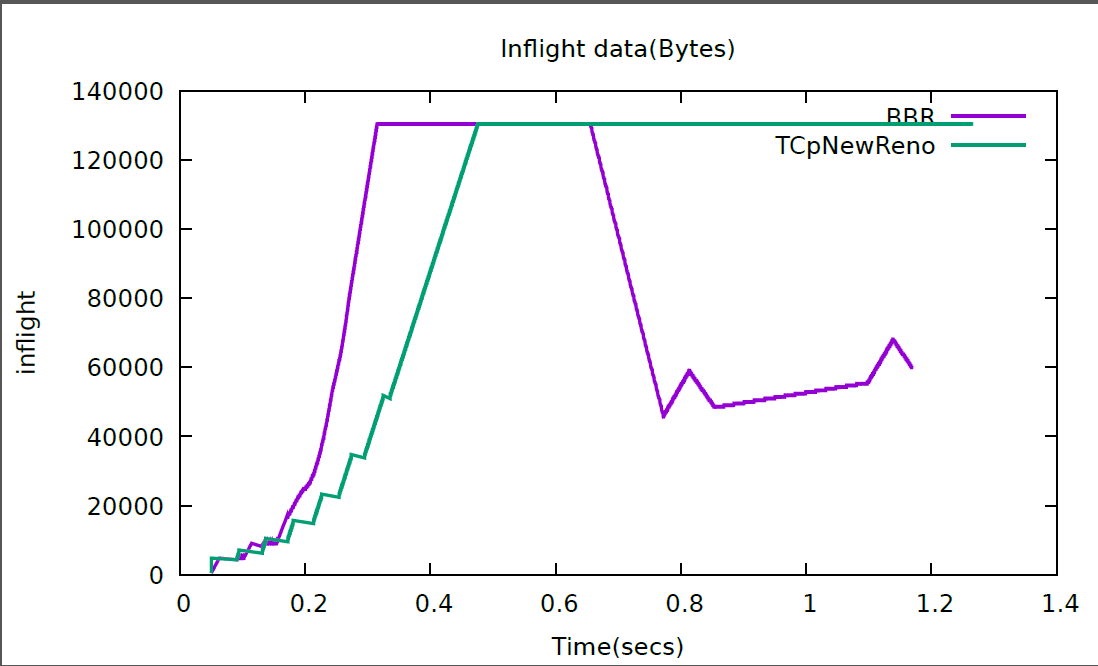 Inflight data(Bytes)
140000
120000
100000
80000
60000
40000
20000
0
inflight
BBR
TCpNewReno
0 0.2 0.4 0.6 0.8 1 1.2 1.4
Time(secs)